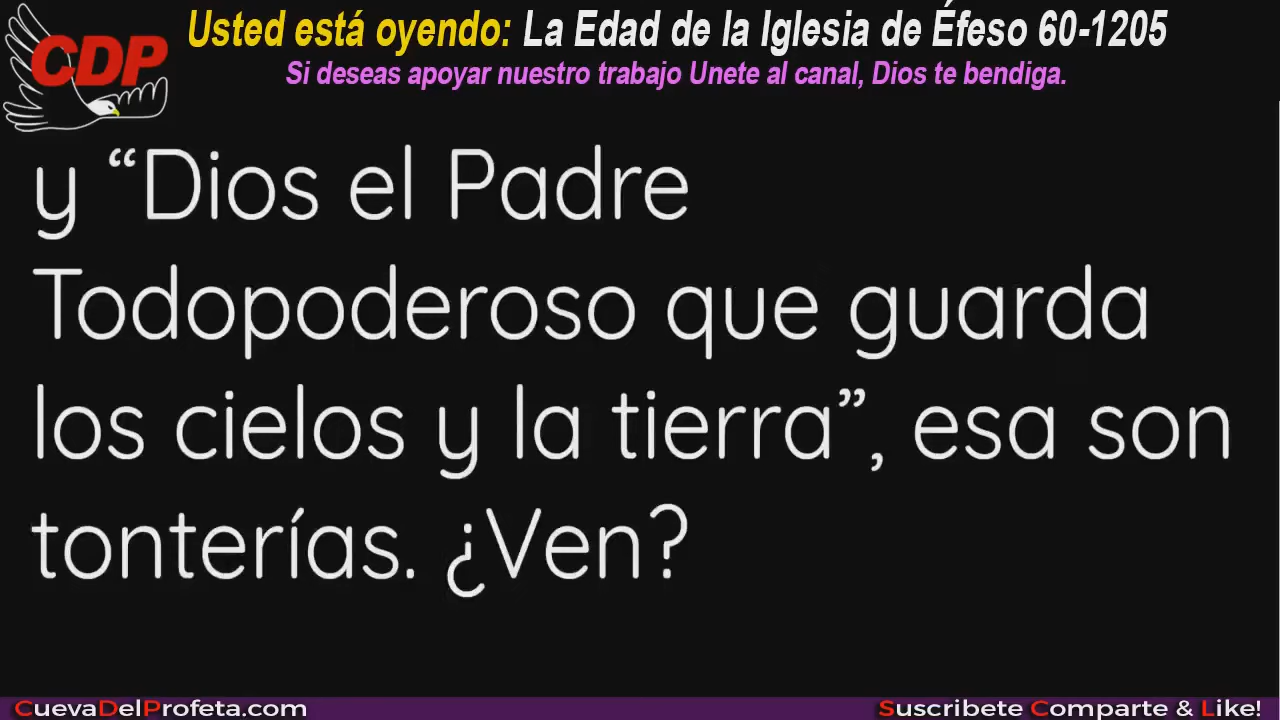 CDP
Usted está oyendo: La Edad de la Iglesia de Éfeso 60-1205
Si deseas apoyar nuestro trabajo Unete al canal, Dios te bendiga.
y “Dios el Padre
Todopoderoso que guarda
los cielos y la tierra”, esa son
tonterías. ¿Ven?
CuevaDelProfeta.com
Suscribete Comparte & Like!